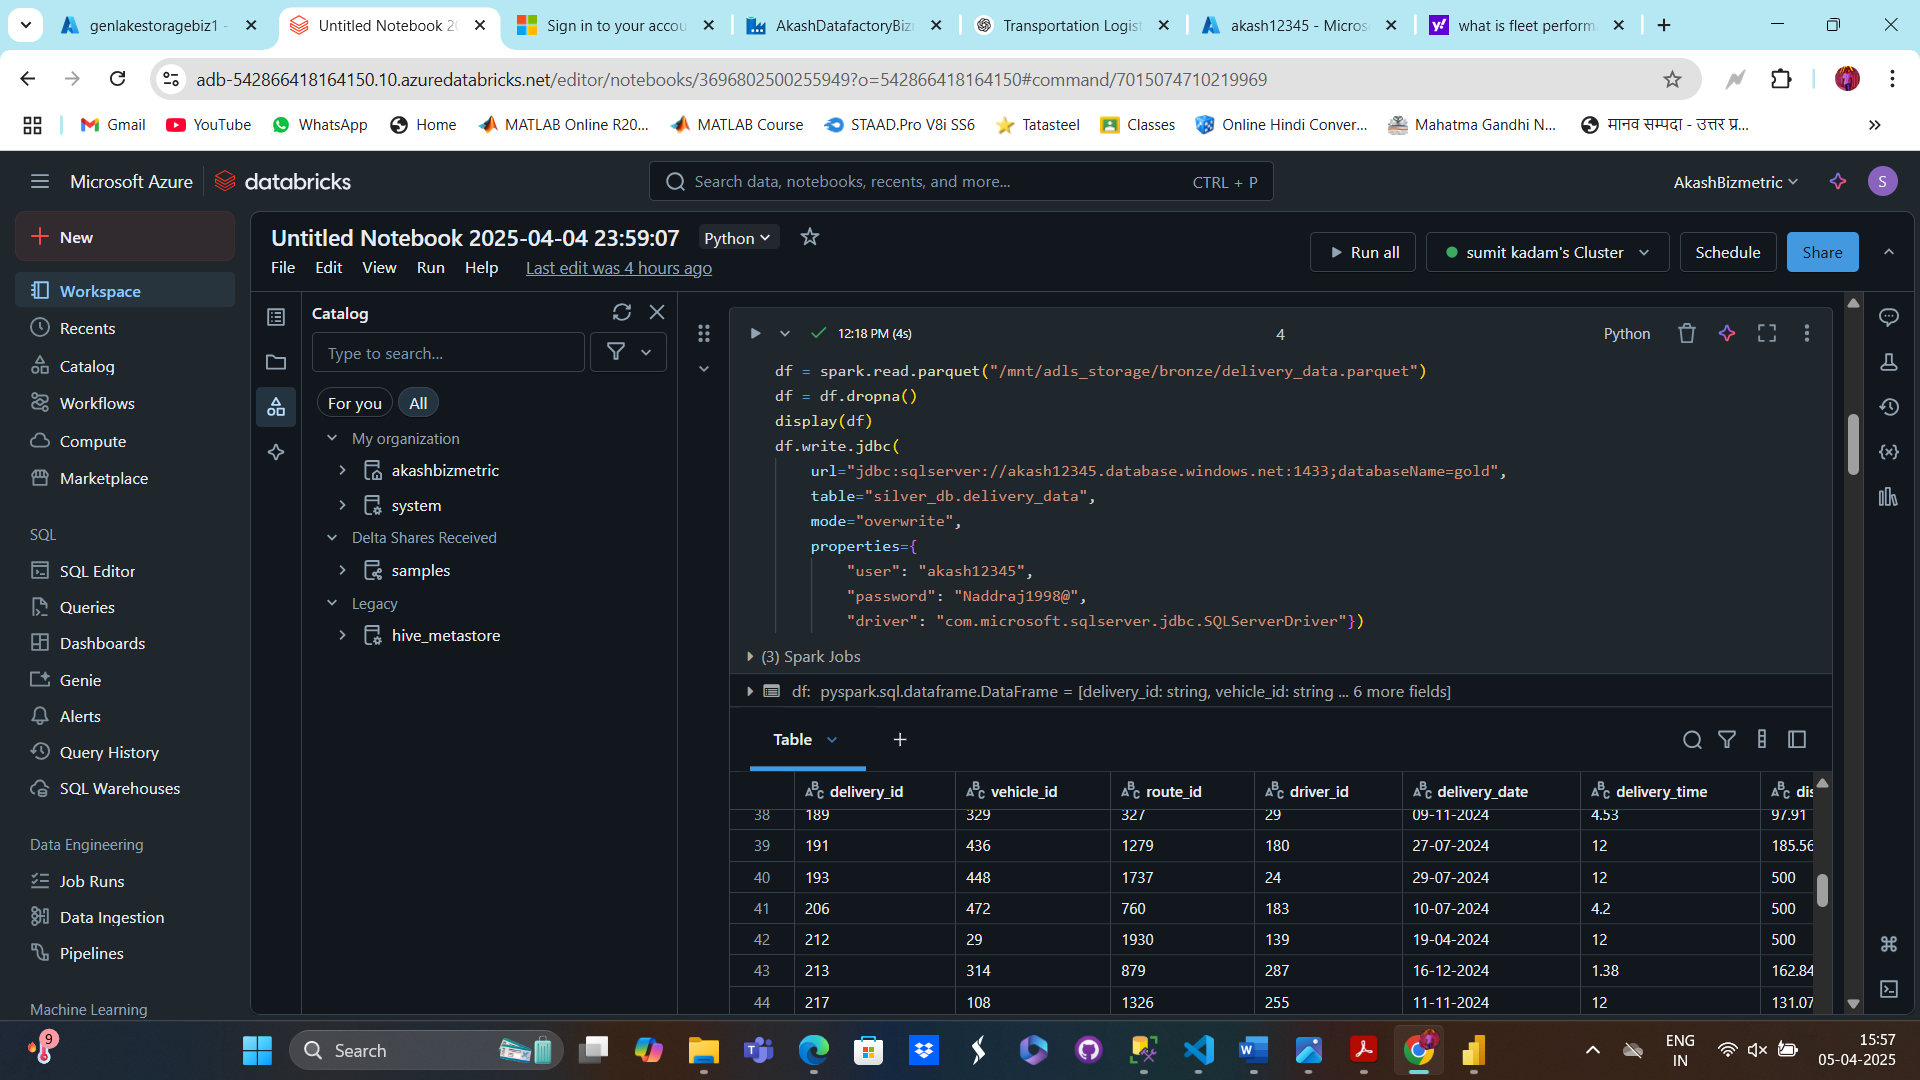 genlakestoragebiz1 -
Untitled Notebook 20
Sign in to your accou
AkashDatafactoryBizr
Transportation Logist
akash12345 - Micros
what is fleet perform
adb-542866418164150.10.azuredatabricks.net/editor/notebooks/3696802500255949?o=542866418164150#command/7015074710219969
Gmail
YouTube
WhatsApp
Home
MATLAB Online R20...
MATLAB Course
STAAD.Pro V8i SS6
Tatasteel
Classes
Online Hindi Conver...
Mahatma Gandhi N...
मानव सम्पदा - उत्तर प्र...
Microsoft Azure
databricks
Search data, notebooks, recents, and more...
CTRL + P
AkashBizmetric
S
New
Workspace
Recents
Catalog
Workflows
Compute
Marketplace
SQL
SQL Editor
Queries
Dashboards
Genie
Alerts
Query History
SQL Warehouses
Data Engineering
Job Runs
Data Ingestion
Pipelines
Machine Learning
Untitled Notebook 2025-04-04 23:59:07
Python
File Edit View Run Help
Last edit was 4 hours ago
Run all
sumit kadam's Cluster
Schedule
Share
Catalog
Type to search...
For you
All
My organization
akashbizmetric
system
Delta Shares Received
samples
Legacy
hive_metastore
12:18 PM (4s)
4
Python
df = spark.read.parquet("/mnt/adls_storage/bronze/delivery_data.parquet")
df = df.dropna()
display(df)
df.write.jdbc(
url="jdbc:sqlserver://akash12345.database.windows.net:1433;databaseName=gold",
table="silver_db.delivery_data",
mode="overwrite",
properties={
"user": "akash12345",
"password": "Naddraj1998@",
"driver": "com.microsoft.sqlserver.jdbc.SQLServerDriver"})
(3) Spark Jobs
df: pyspark.sql.dataframe.DataFrame = [delivery_id: string, vehicle_id: string ... 6 more fields]
Table
delivery_id vehicle_id route_id driver_id delivery_date delivery_time dis
38 189 329 327 29 09-11-2024 4.53 97.91
39 191 436 1279 180 27-07-2024 12 185.56
40 193 448 1737 24 29-07-2024 12 500
41 206 472 760 183 10-07-2024 4.2 500
42 212 29 1930 139 19-04-2024 12 500
43 213 314 879 287 16-12-2024 1.38 162.84
44 217 108 1326 255 11-11-2024 12 131.07
9
Search
ENG
IN
15:57
05-04-2025